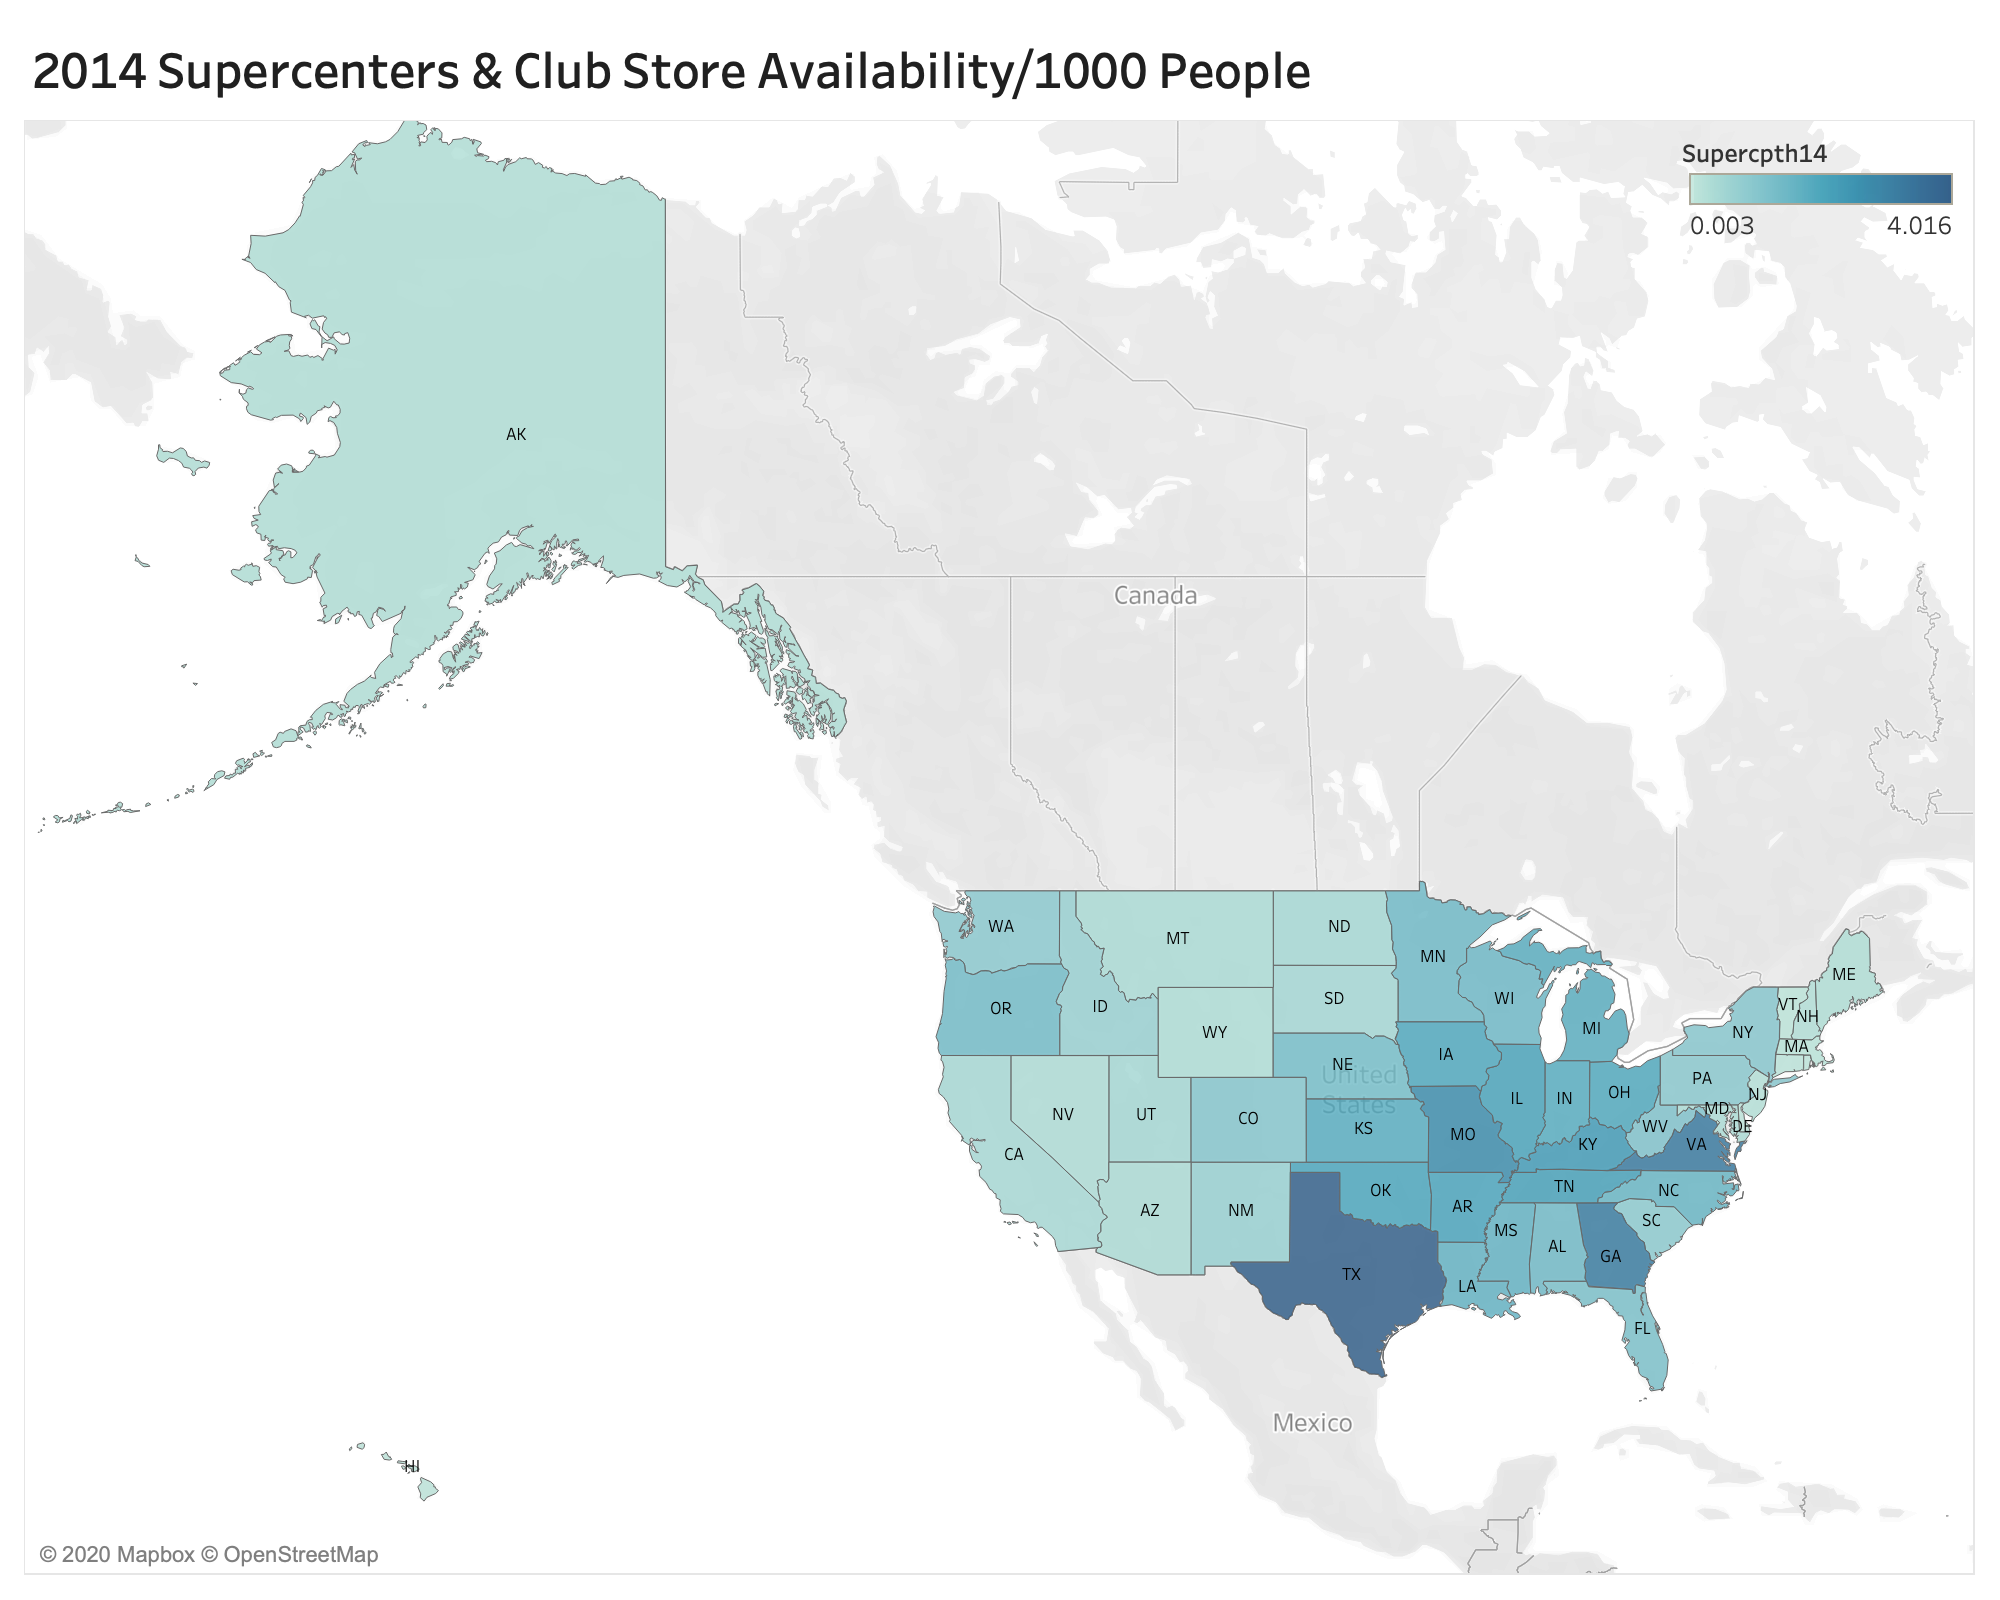 2014 Supercenters & Club Store Availability/1000 People
Supercpth14
0.003 4.016
AK
Canada
WA MT ND MN ME
OR ID SD WI VT NH
WY MI NY MA
NE IA
United
States
NV UT CO KS IL IN OH PA NJ
MD DE
CA MO KY WV VA
AZ NM OK AR TN NC
MS AL GA SC
TX LA
FL
Mexico
HI
© 2020 Mapbox © OpenStreetMap